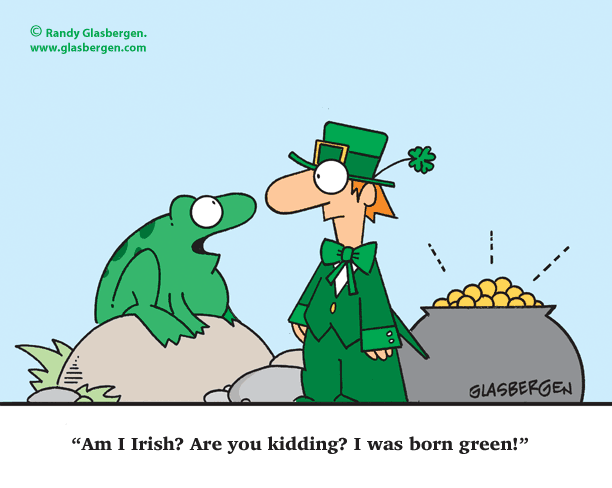 © Randy Glasbergen.
www.glasbergen.com
GLASBERGEN
“Am I Irish? Are you kidding? I was born green!”